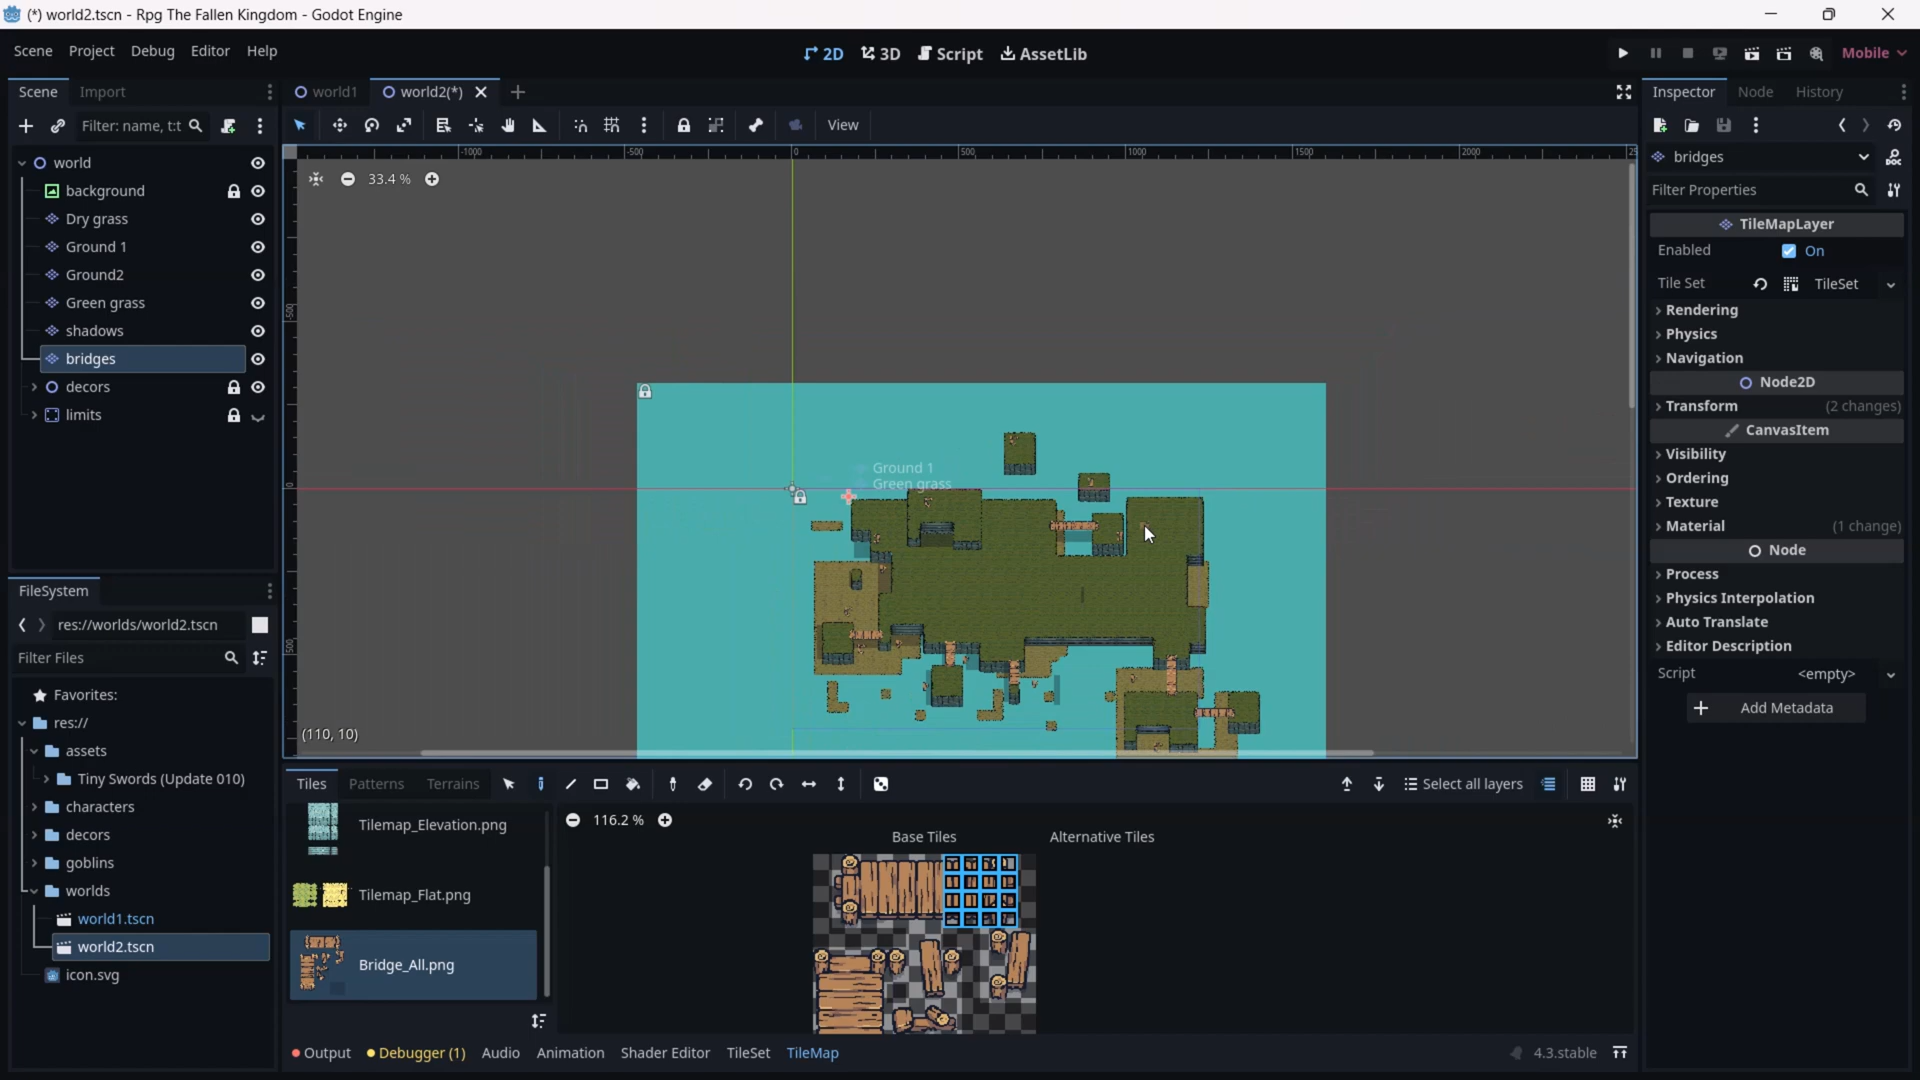 (*) world2.tscn - Rpg The Fallen Kingdom - Godot Engine
Scene Project Debug Editor Help
2D 3D Script AssetLib
Mobile
Scene Import
world1 world2(*)
Inspector Node History
Filter: name, t:t
View
bridges
Filter Properties
world
background
Dry grass
Ground 1
Ground2
Green grass
shadows
bridges
decors
limits
-1000 -500 0 500 1000 1500 2000
33.4 %
-500
0
500
Ground 1
Green grass
(110, 10)
TileMapLayer
Enabled On
Tile Set TileSet
Rendering
Physics
Navigation
Node2D
Transform (2 changes)
CanvasItem
Visibility
Ordering
Texture
Material (1 change)
Node
Process
Physics Interpolation
Auto Translate
Editor Description
Script <empty>
Add Metadata
FileSystem
res://worlds/world2.tscn
Filter Files
Favorites:
res://
assets
Tiny Swords (Update 010)
characters
decors
goblins
worlds
world1.tscn
world2.tscn
icon.svg
Tiles Patterns Terrains
Select all layers
Tilemap_Elevation.png
Tilemap_Flat.png
Bridge_All.png
116.2 %
Base Tiles Alternative Tiles
Output Debugger (1) Audio Animation Shader Editor TileSet TileMap
4.3.stable